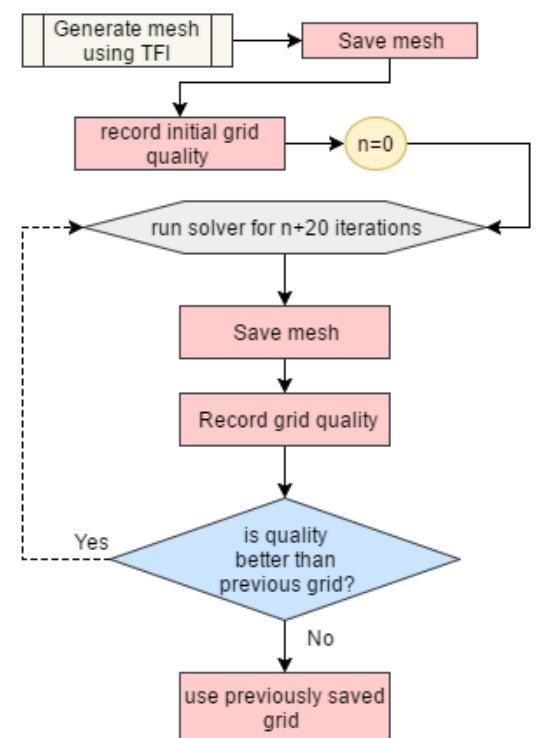 Generate mesh
using TFI
Save mesh
record initial grid
quality
n=0
run solver for n+20 iterations
Save mesh
Record grid quality
is quality
better than
previous grid?
Yes
No
use previously saved
grid